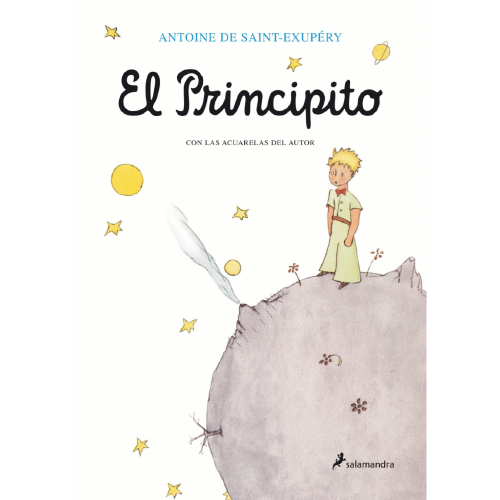 ANTOINE DE SAINT-EXUPÉRY
El Principito
CON LAS ACUARELAS DEL AUTOR
salamandra